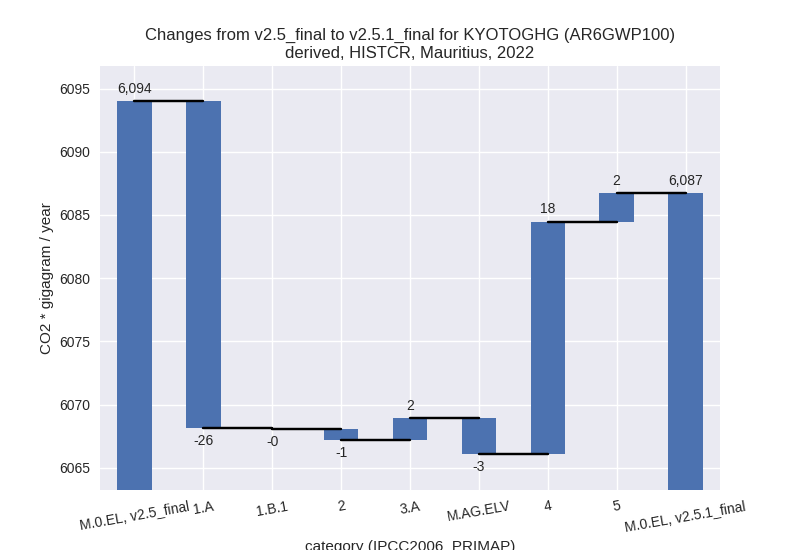 Changes from v2.5_final to v2.5.1_final for KYOTOGHG (AR6GWP100)
derived, HISTCR, Mauritius, 2022
CO2 * gigagram / year
6095
6090
6085
6080
6075
6070
6065
6,094
-26
-0
-1
2
-3
18
2
6,087
M.0.EL, v2.5_final
1.A
1.B.1
2
3.A
M.AG.ELV
4
5
M.0.EL, v2.5.1_final
category (IPCC2006_PRIMAP)